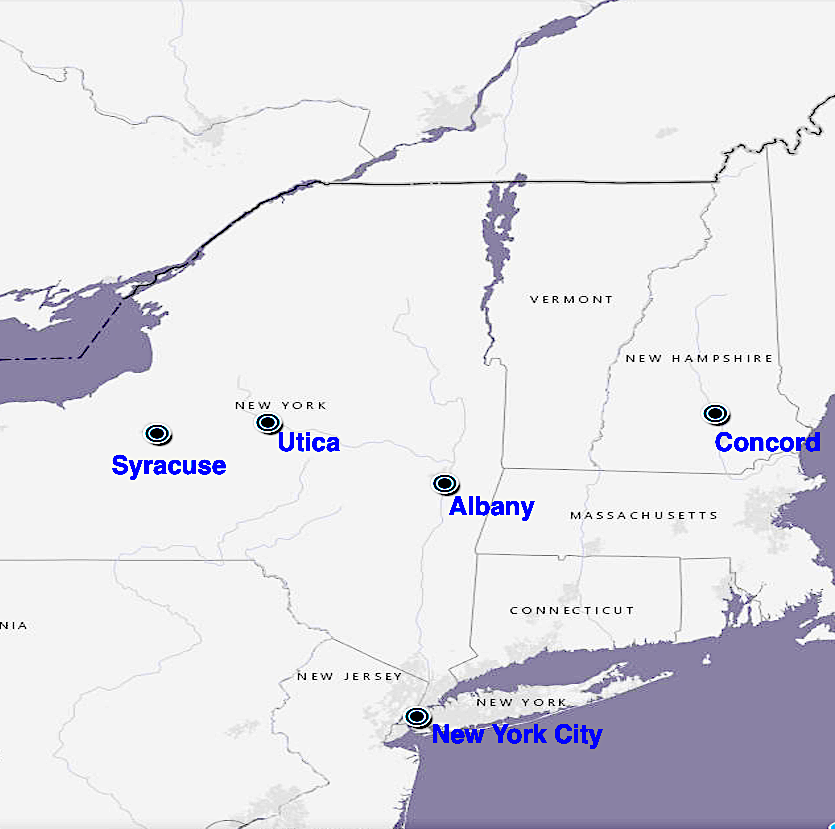 VERMONT
NEW HAMPSHIRE
NEW YORK
Utica
Concord
Syracuse
Albany
MASSACHUSETTS
CONNECTICUT
NIA
NEW JERSEY
NEW YORK
New York City